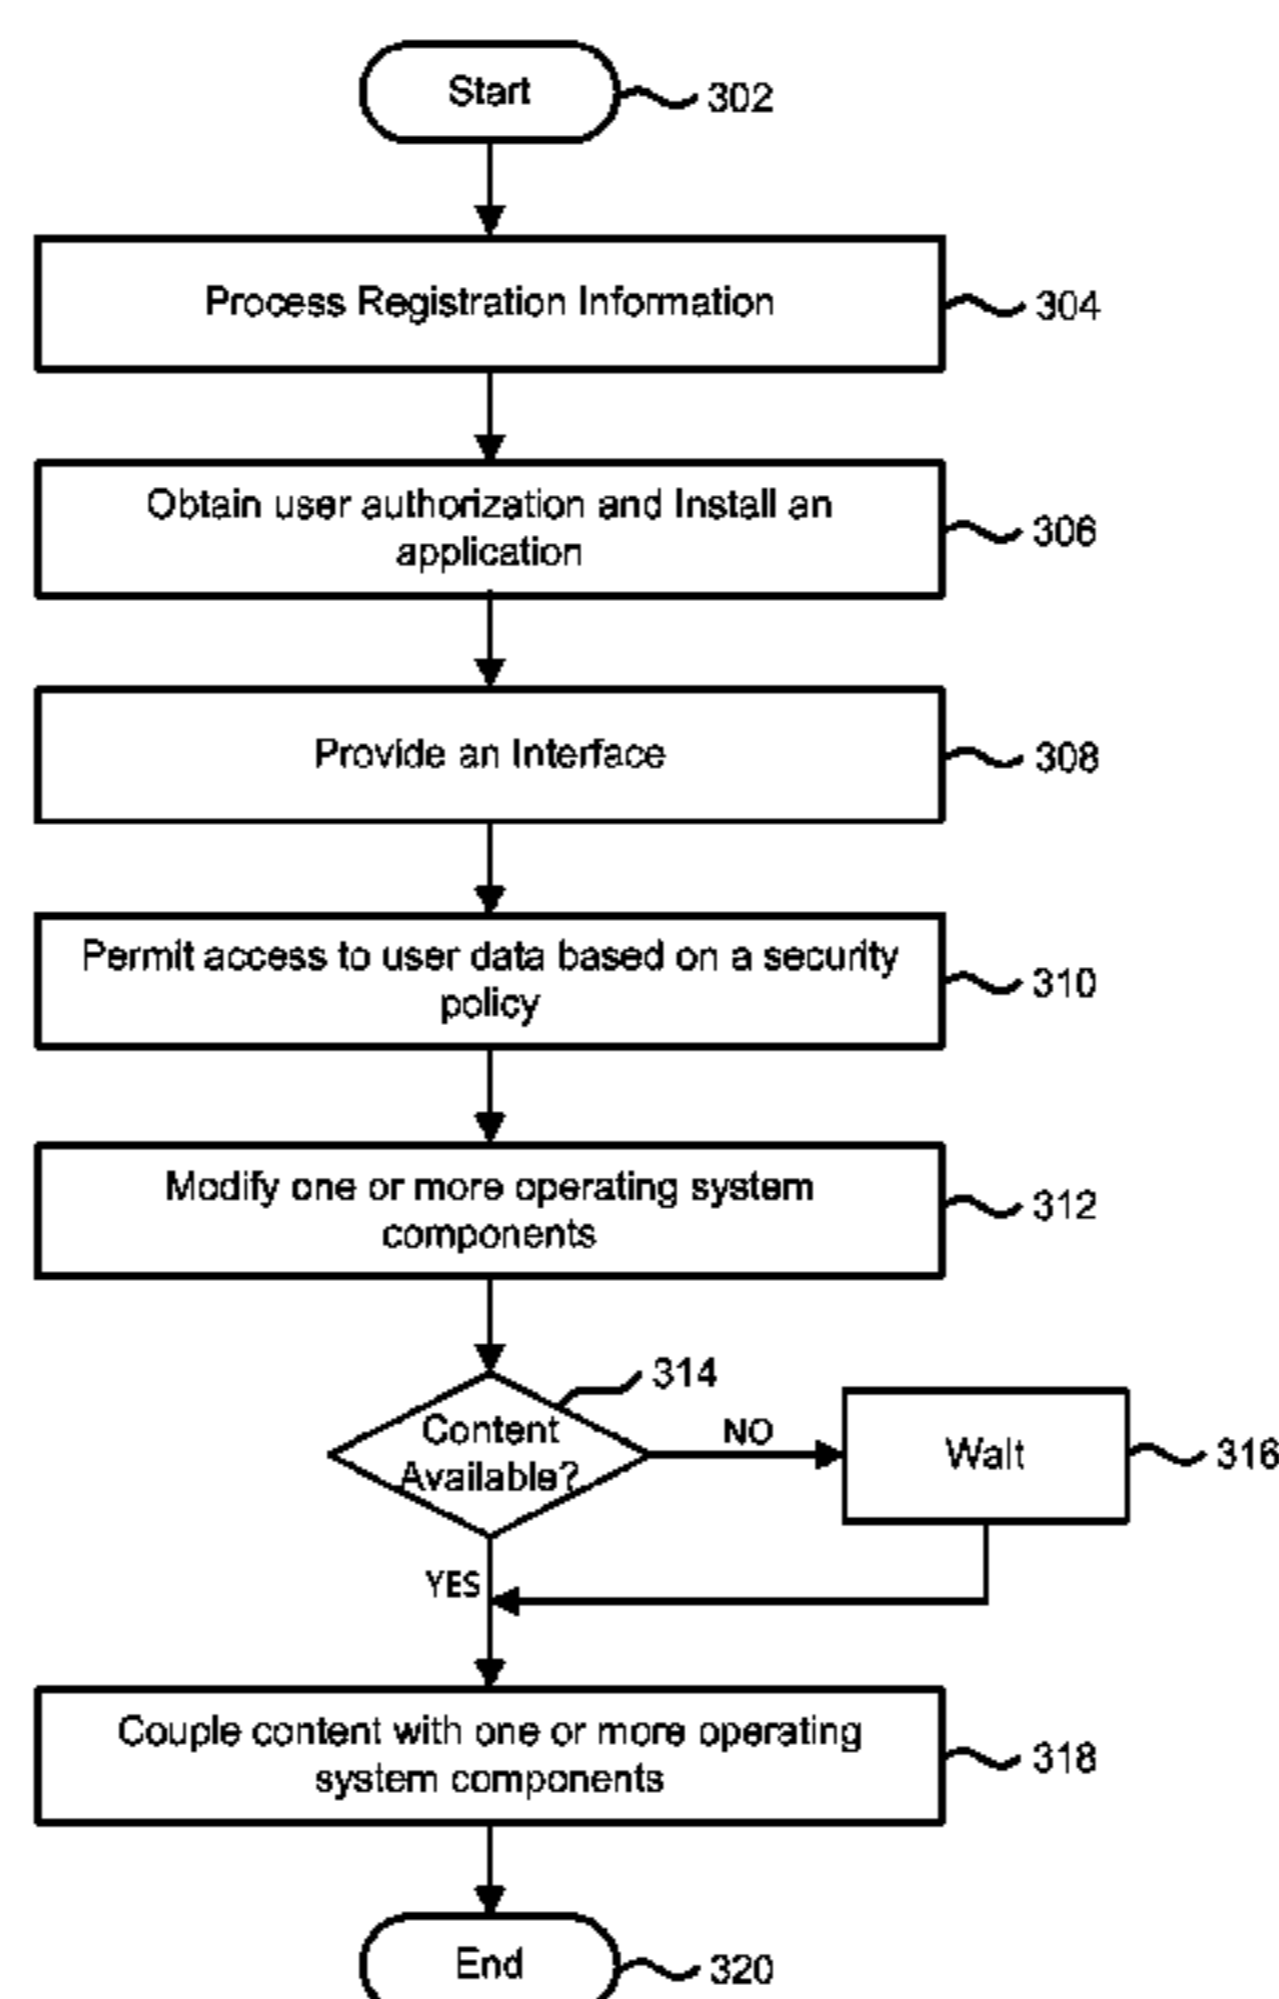 Start
302
Process Registration Information
304
Obtain user authorization and Install an
application
306
Provide an Interface
308
Permit access to user data based on a security
policy
310
Modify one or more operating system
components
312
314
Content
Available?
NO
Wait
316
YES
Couple content with one or more operating
system components
318
End
320